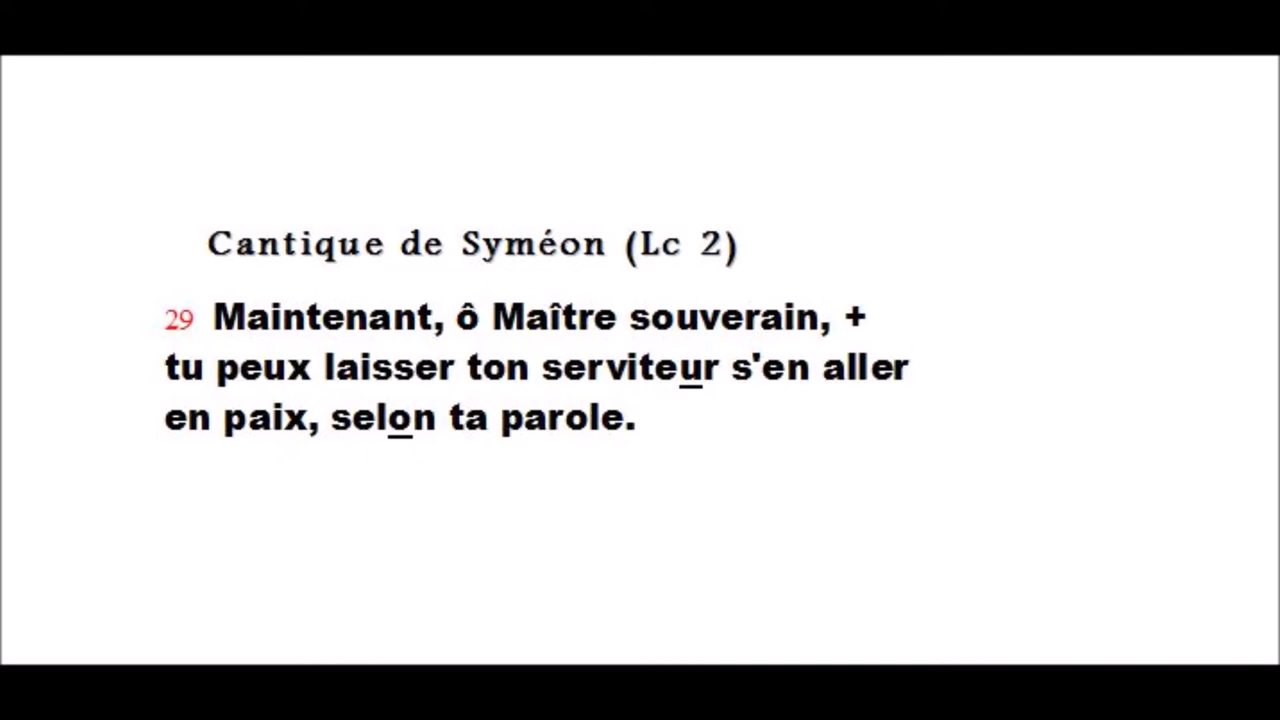 Cantique de Syméon (Lc 2)
29 Maintenant, ô Maître souverain, +
tu peux laisser ton serviteur s'en aller
en paix, selon ta parole.